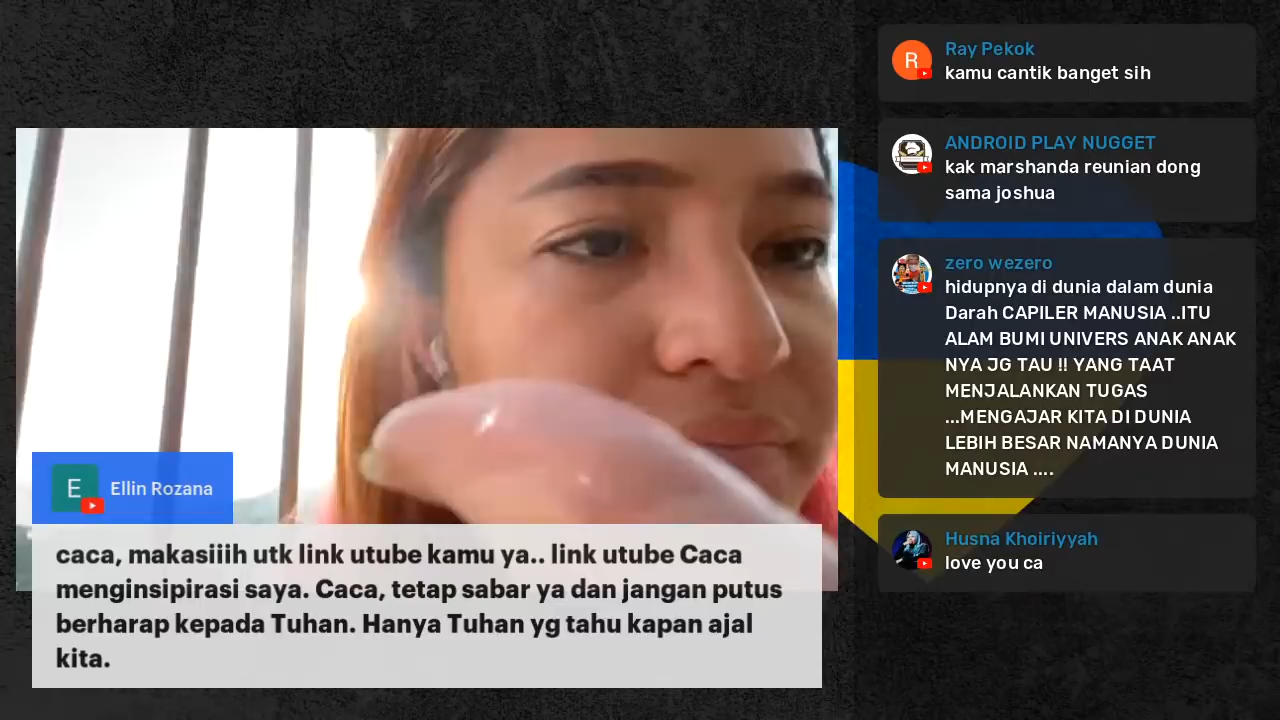 Ray Pekok
kamu cantik banget sih
ANDROID PLAY NUGGET
kak marshanda reunian dong
sama joshua
zero wezero
hidupnya di dunia dalam dunia
Darah CAPILER MANUSIA ..ITU
ALAM BUMI UNIVERS ANAK ANAK
NYA JG TAU !! YANG TAAT
MENJALANKAN TUGAS
...MENGAJAR KITA DI DUNIA
LEBIH BESAR NAMANYA DUNIA
MANUSIA ....
Husna Khoiriyyah
love you ca
E
Ellin Rozana
caca, makasiiih utk link utube kamu ya.. link utube Caca
menginsipirasi saya. Caca, tetap sabar ya dan jangan putus
berharap kepada Tuhan. Hanya Tuhan yg tahu kapan ajal
kita.
R